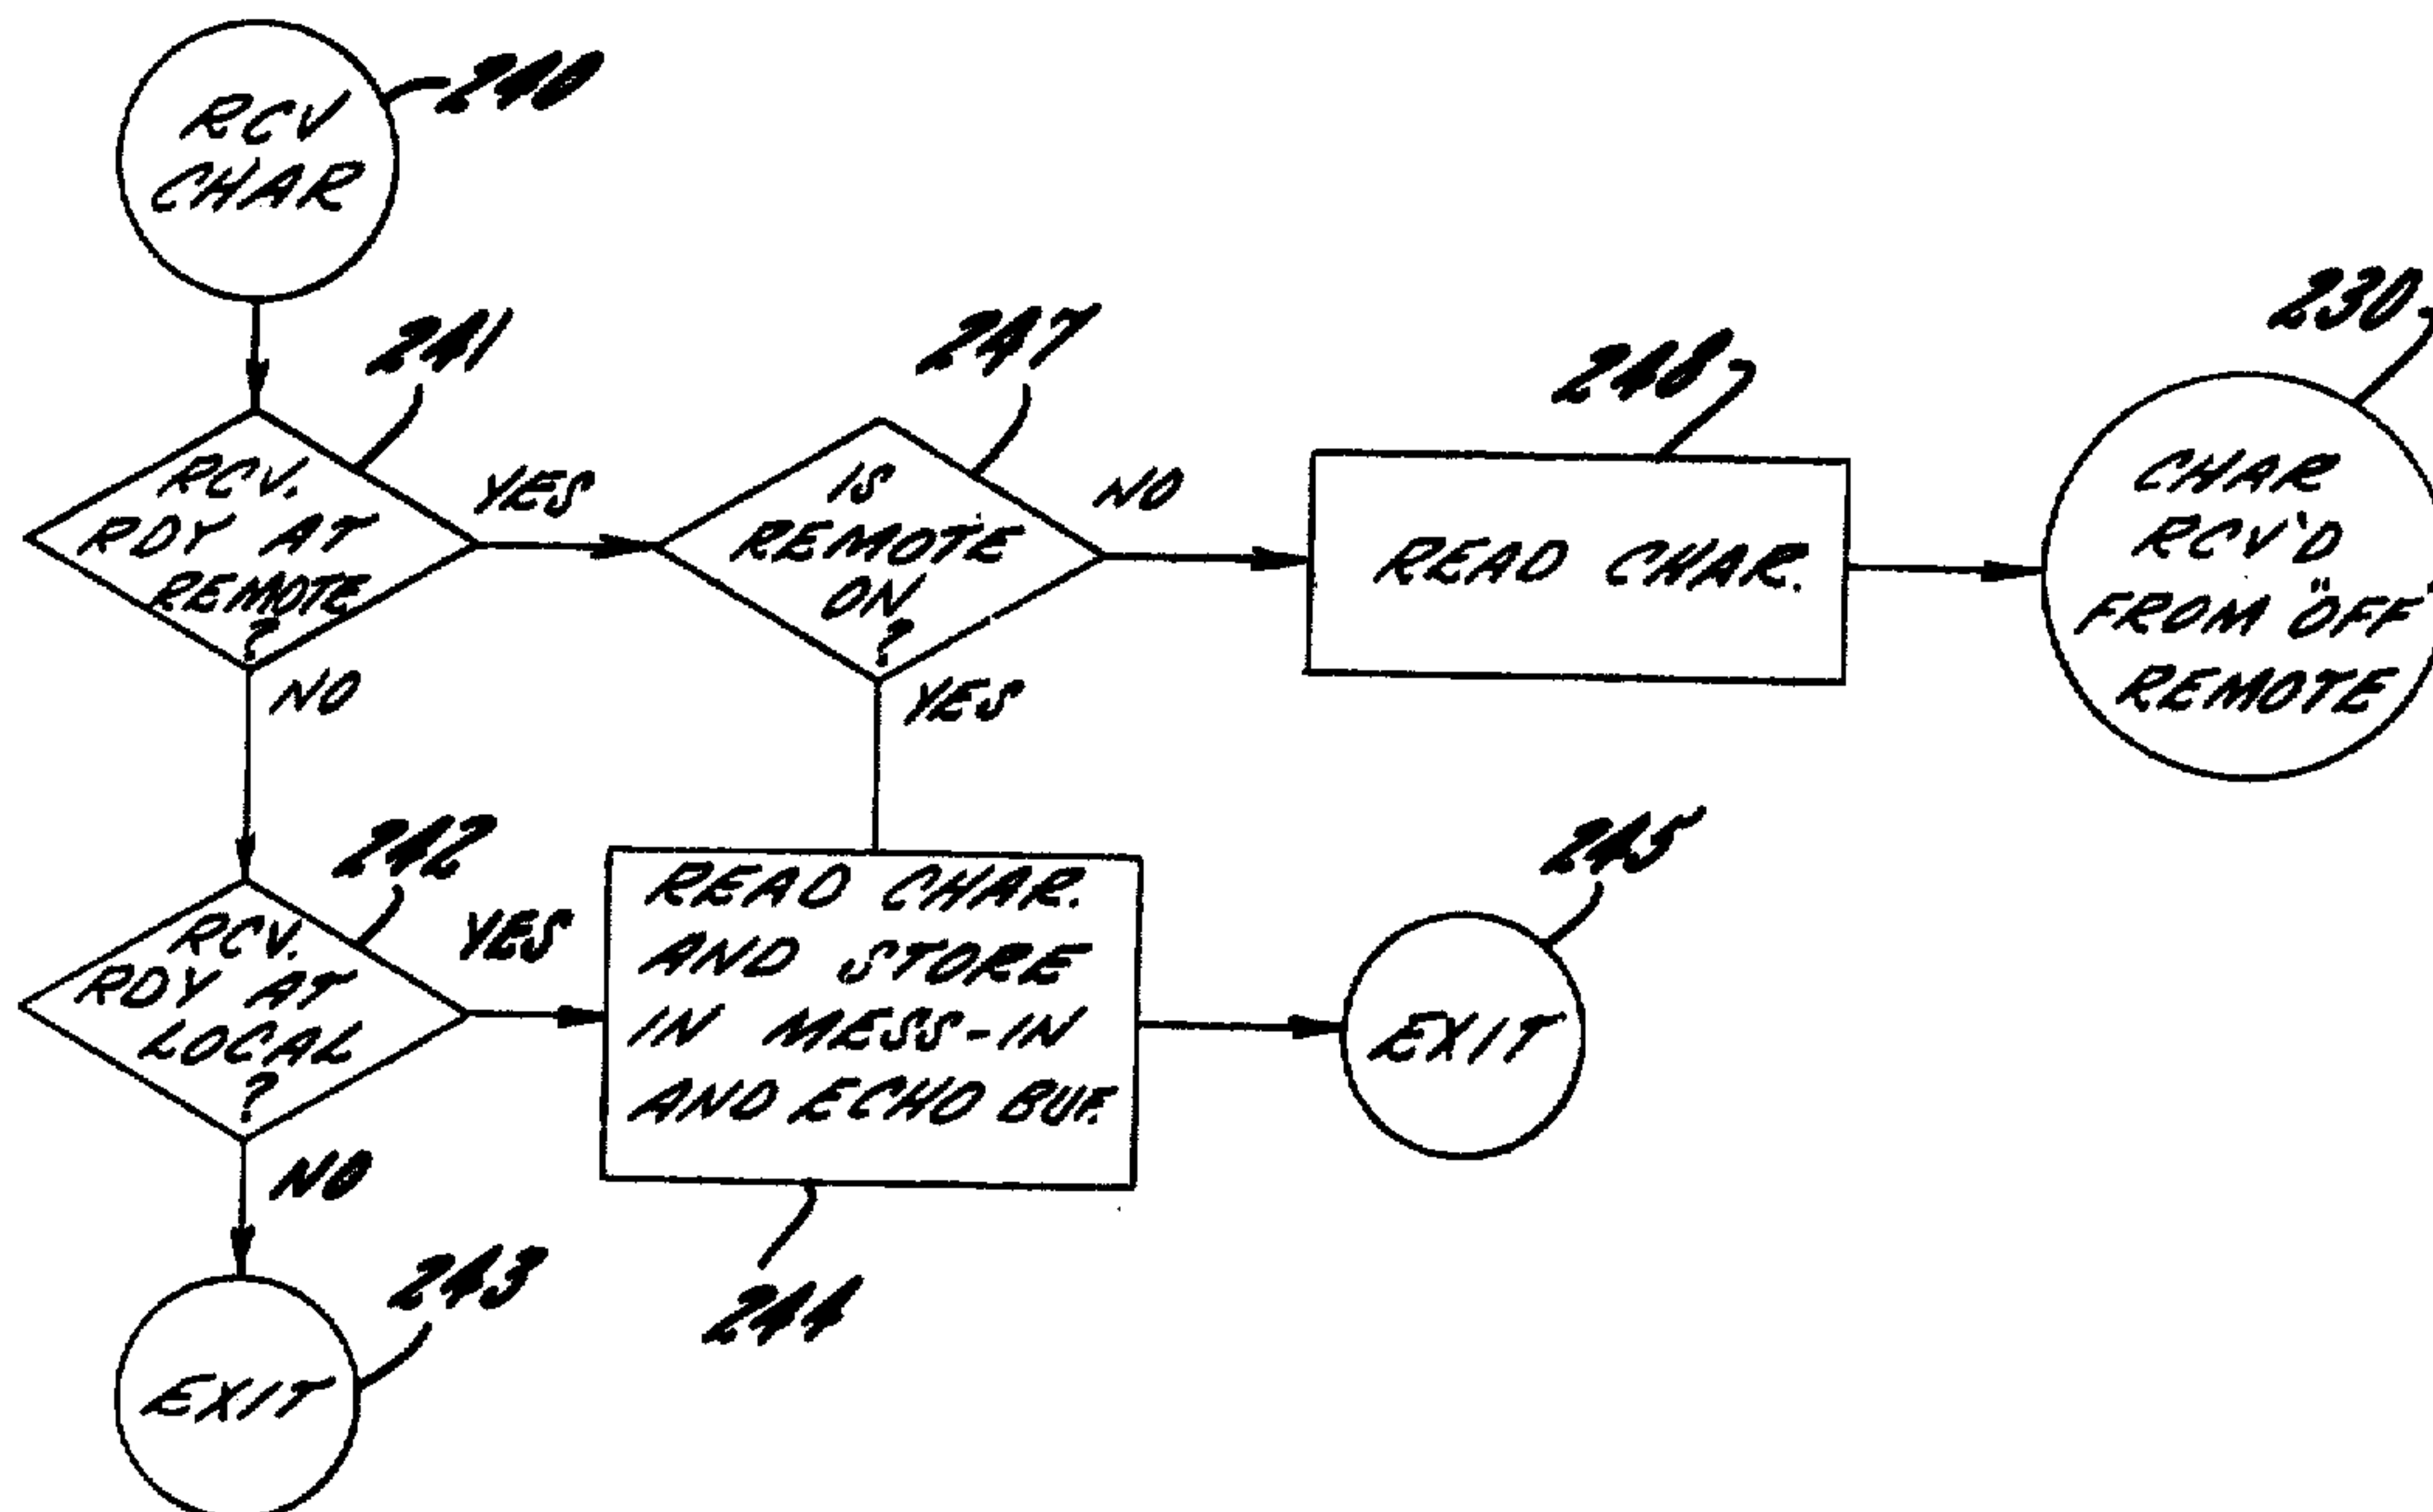 RCV
CHAR
240
241
RCV.
RDY AT
REMOTE
?
YES
NO
247
IS
REMOTE
ON
?
NO
YES
248
READ CHAR.
230
CHAR
RCV'D
FROM "OFF
REMOTE
242
RCV.
RDY AT
LOCAL
?
YES
NO
READ CHAR.
AND STORE
IN MESS-IN
AND ECHO BUF.
244
245
EXIT
243
EXIT